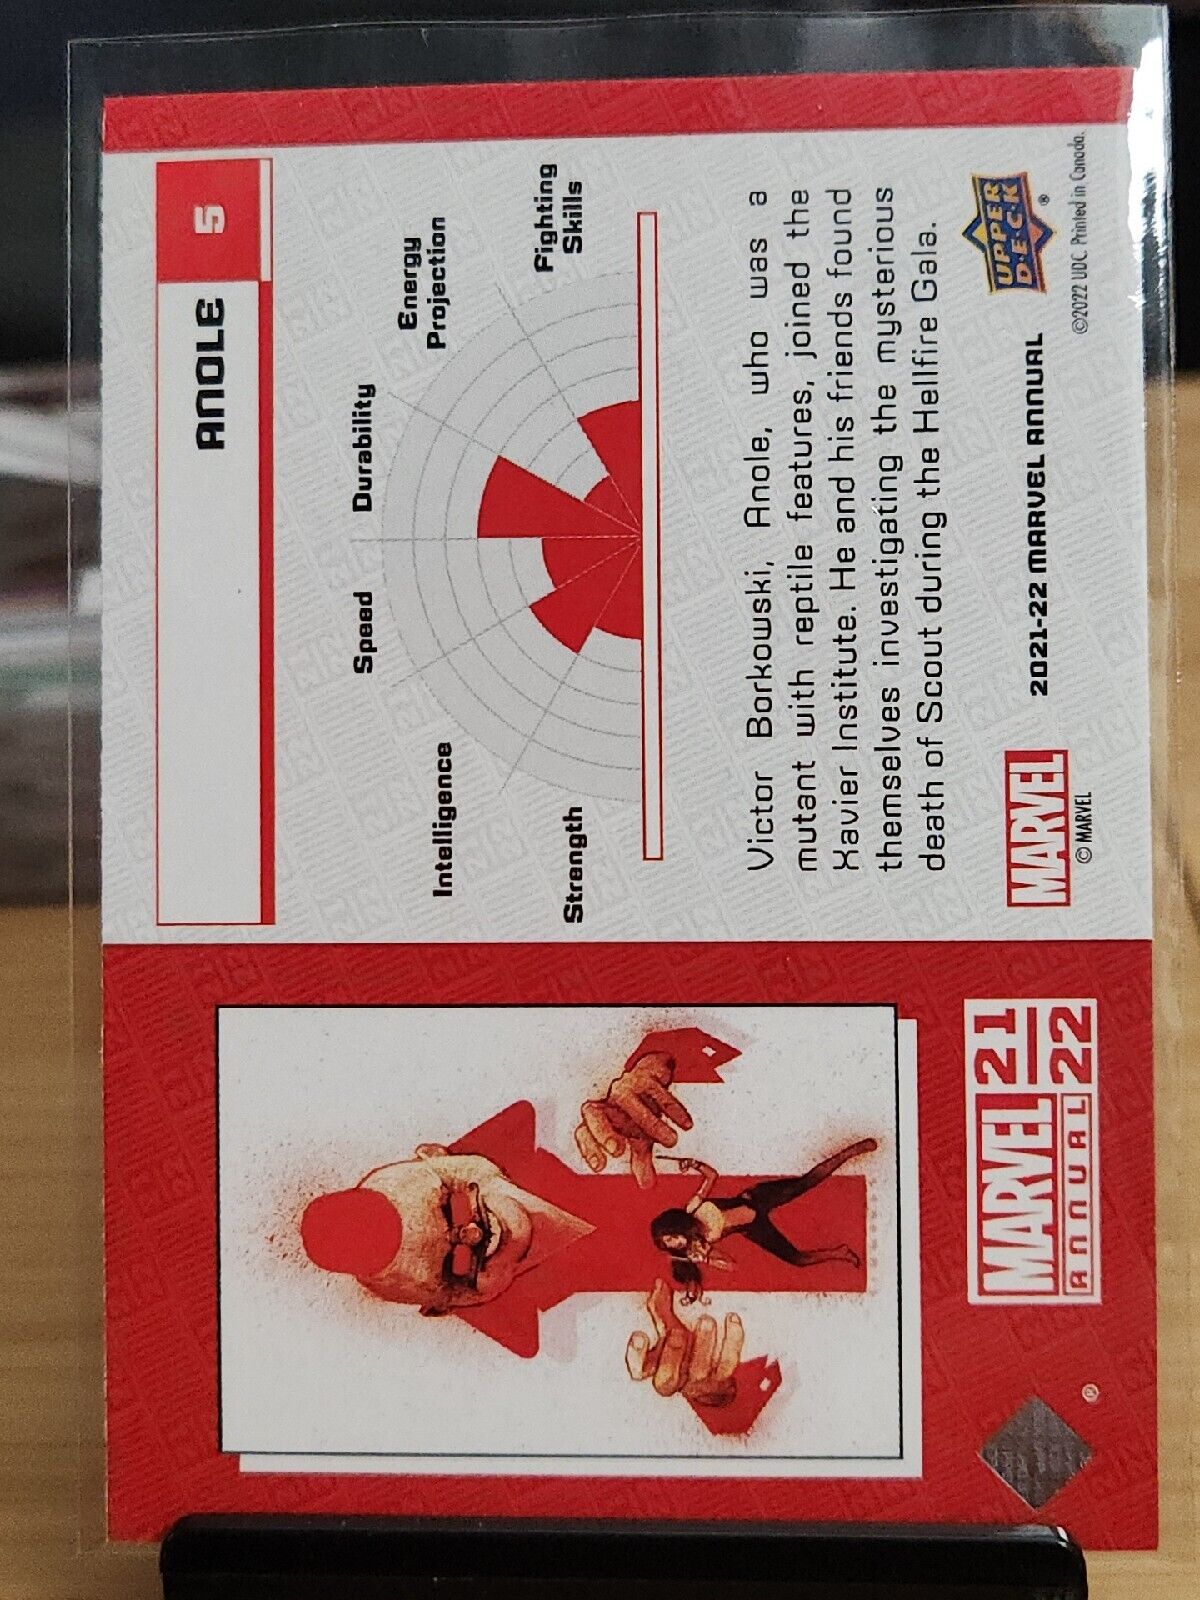 ANOLE 5
Energy
Projection
Fighting
Skills
Durability
Speed
Intelligence
Strength
Victor Borkowski, Anole, who was a
mutant with reptile features, joined the
Xavier Institute. He and his friends found
themselves investigating the mysterious
death of Scout during the Hellfire Gala.
MARVEL
© MARVEL
2021-22 MARVEL ANNUAL
UPPER
DECK
®
©2022 UDC. Printed in Canada.
MARVEL 21
ANNUAL 22
®